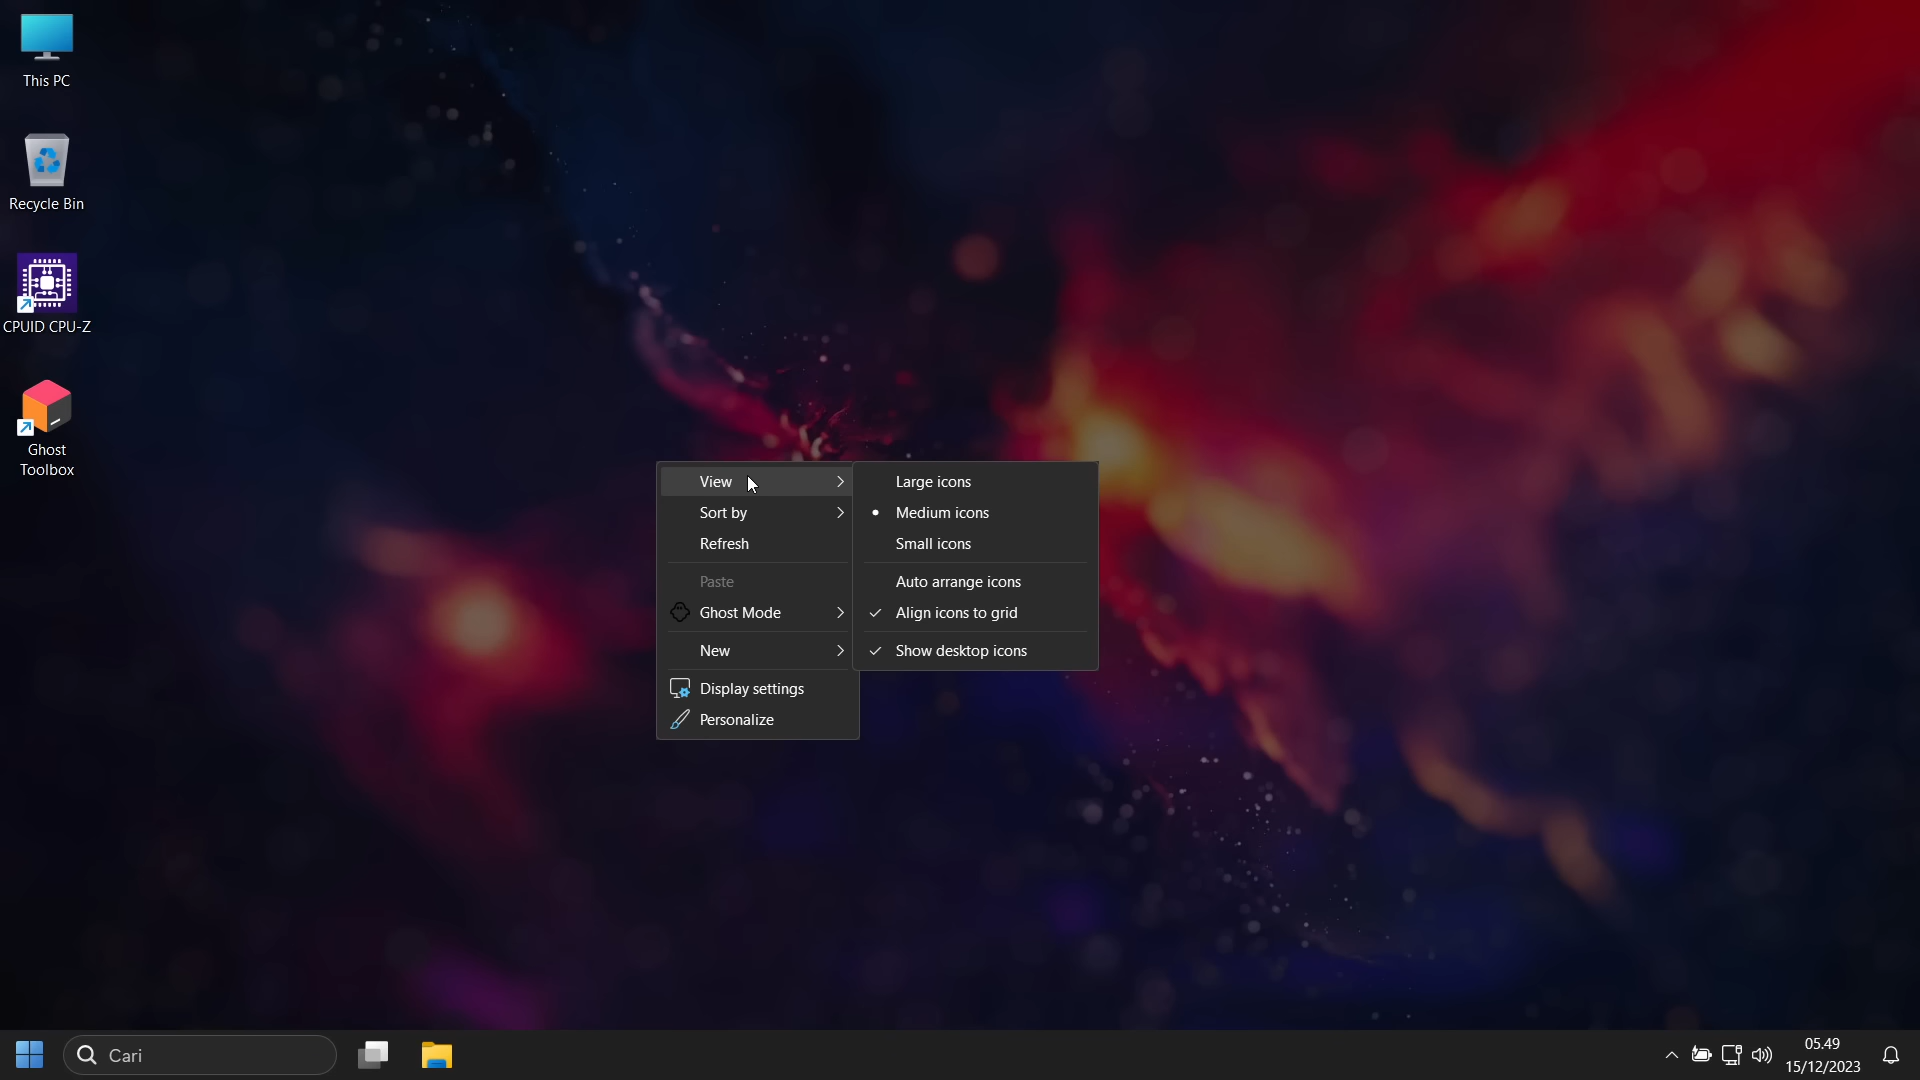 This PC
Recycle Bin
CPUID CPU-Z
Ghost
Toolbox
View
Sort by
Refresh
Paste
Ghost Mode
New
Display settings
Personalize
Large icons
Medium icons
Small icons
Auto arrange icons
Align icons to grid
Show desktop icons
Cari
05.49
15/12/2023